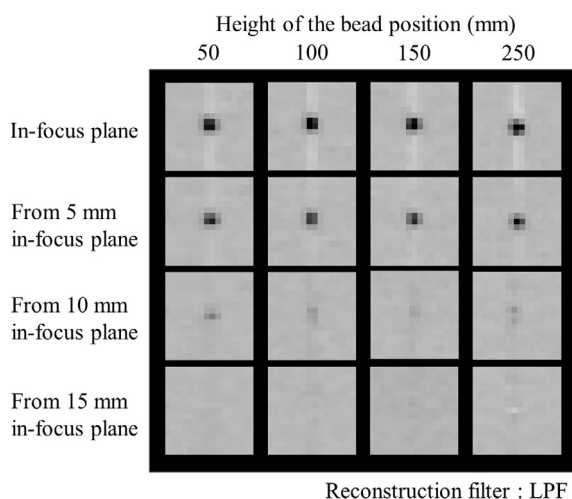 Height of the bead position (mm)
50 100 150 250
In-focus plane
From 5 mm
in-focus plane
From 10 mm
in-focus plane
From 15 mm
in-focus plane
Reconstruction filter : LPF